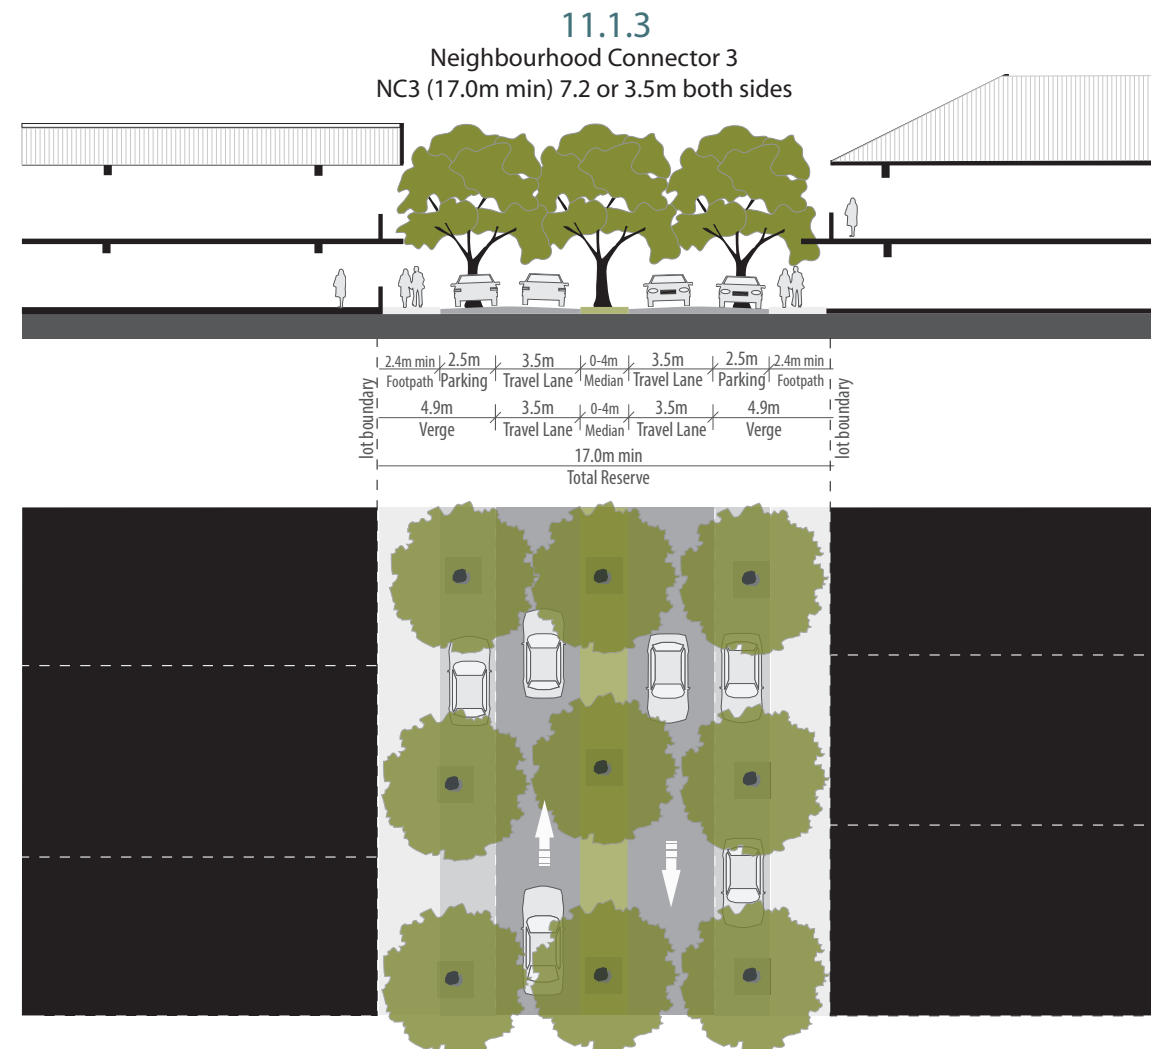 11.1.3
Neighbourhood Connector 3
NC3 (17.0m min) 7.2 or 3.5m both sides
2.4m min 2.5m 3.5m 0-4m 3.5m 2.5m 2.4m min
Footpath Parking Travel Lane Median Travel Lane Parking Footpath
4.9m 3.5m 0-4m 3.5m 4.9m
Verge Travel Lane Median Travel Lane Verge
17.0m min
Total Reserve
lot boundary
lot boundary